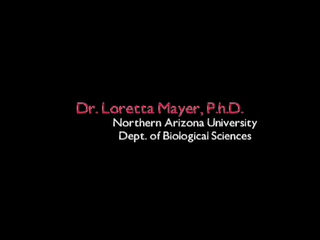 Dr. Loretta Mayer, P.h.D.
Northern Arizona University
Dept. of Biological Sciences